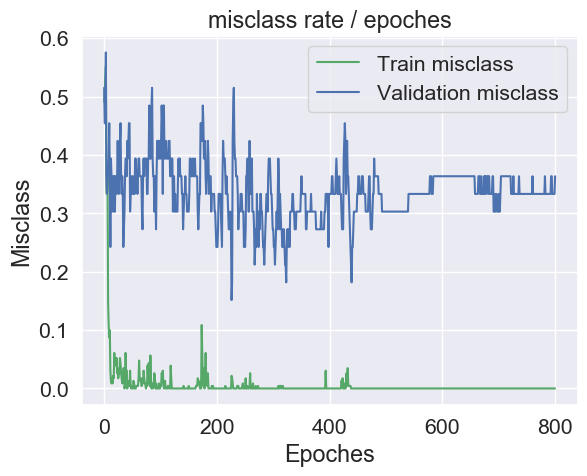 misclass rate / epoches
Train misclass
Validation misclass
0.6
0.5
0.4
0.3
0.2
0.1
0.0
Misclass
0
200
400
600
800
Epoches